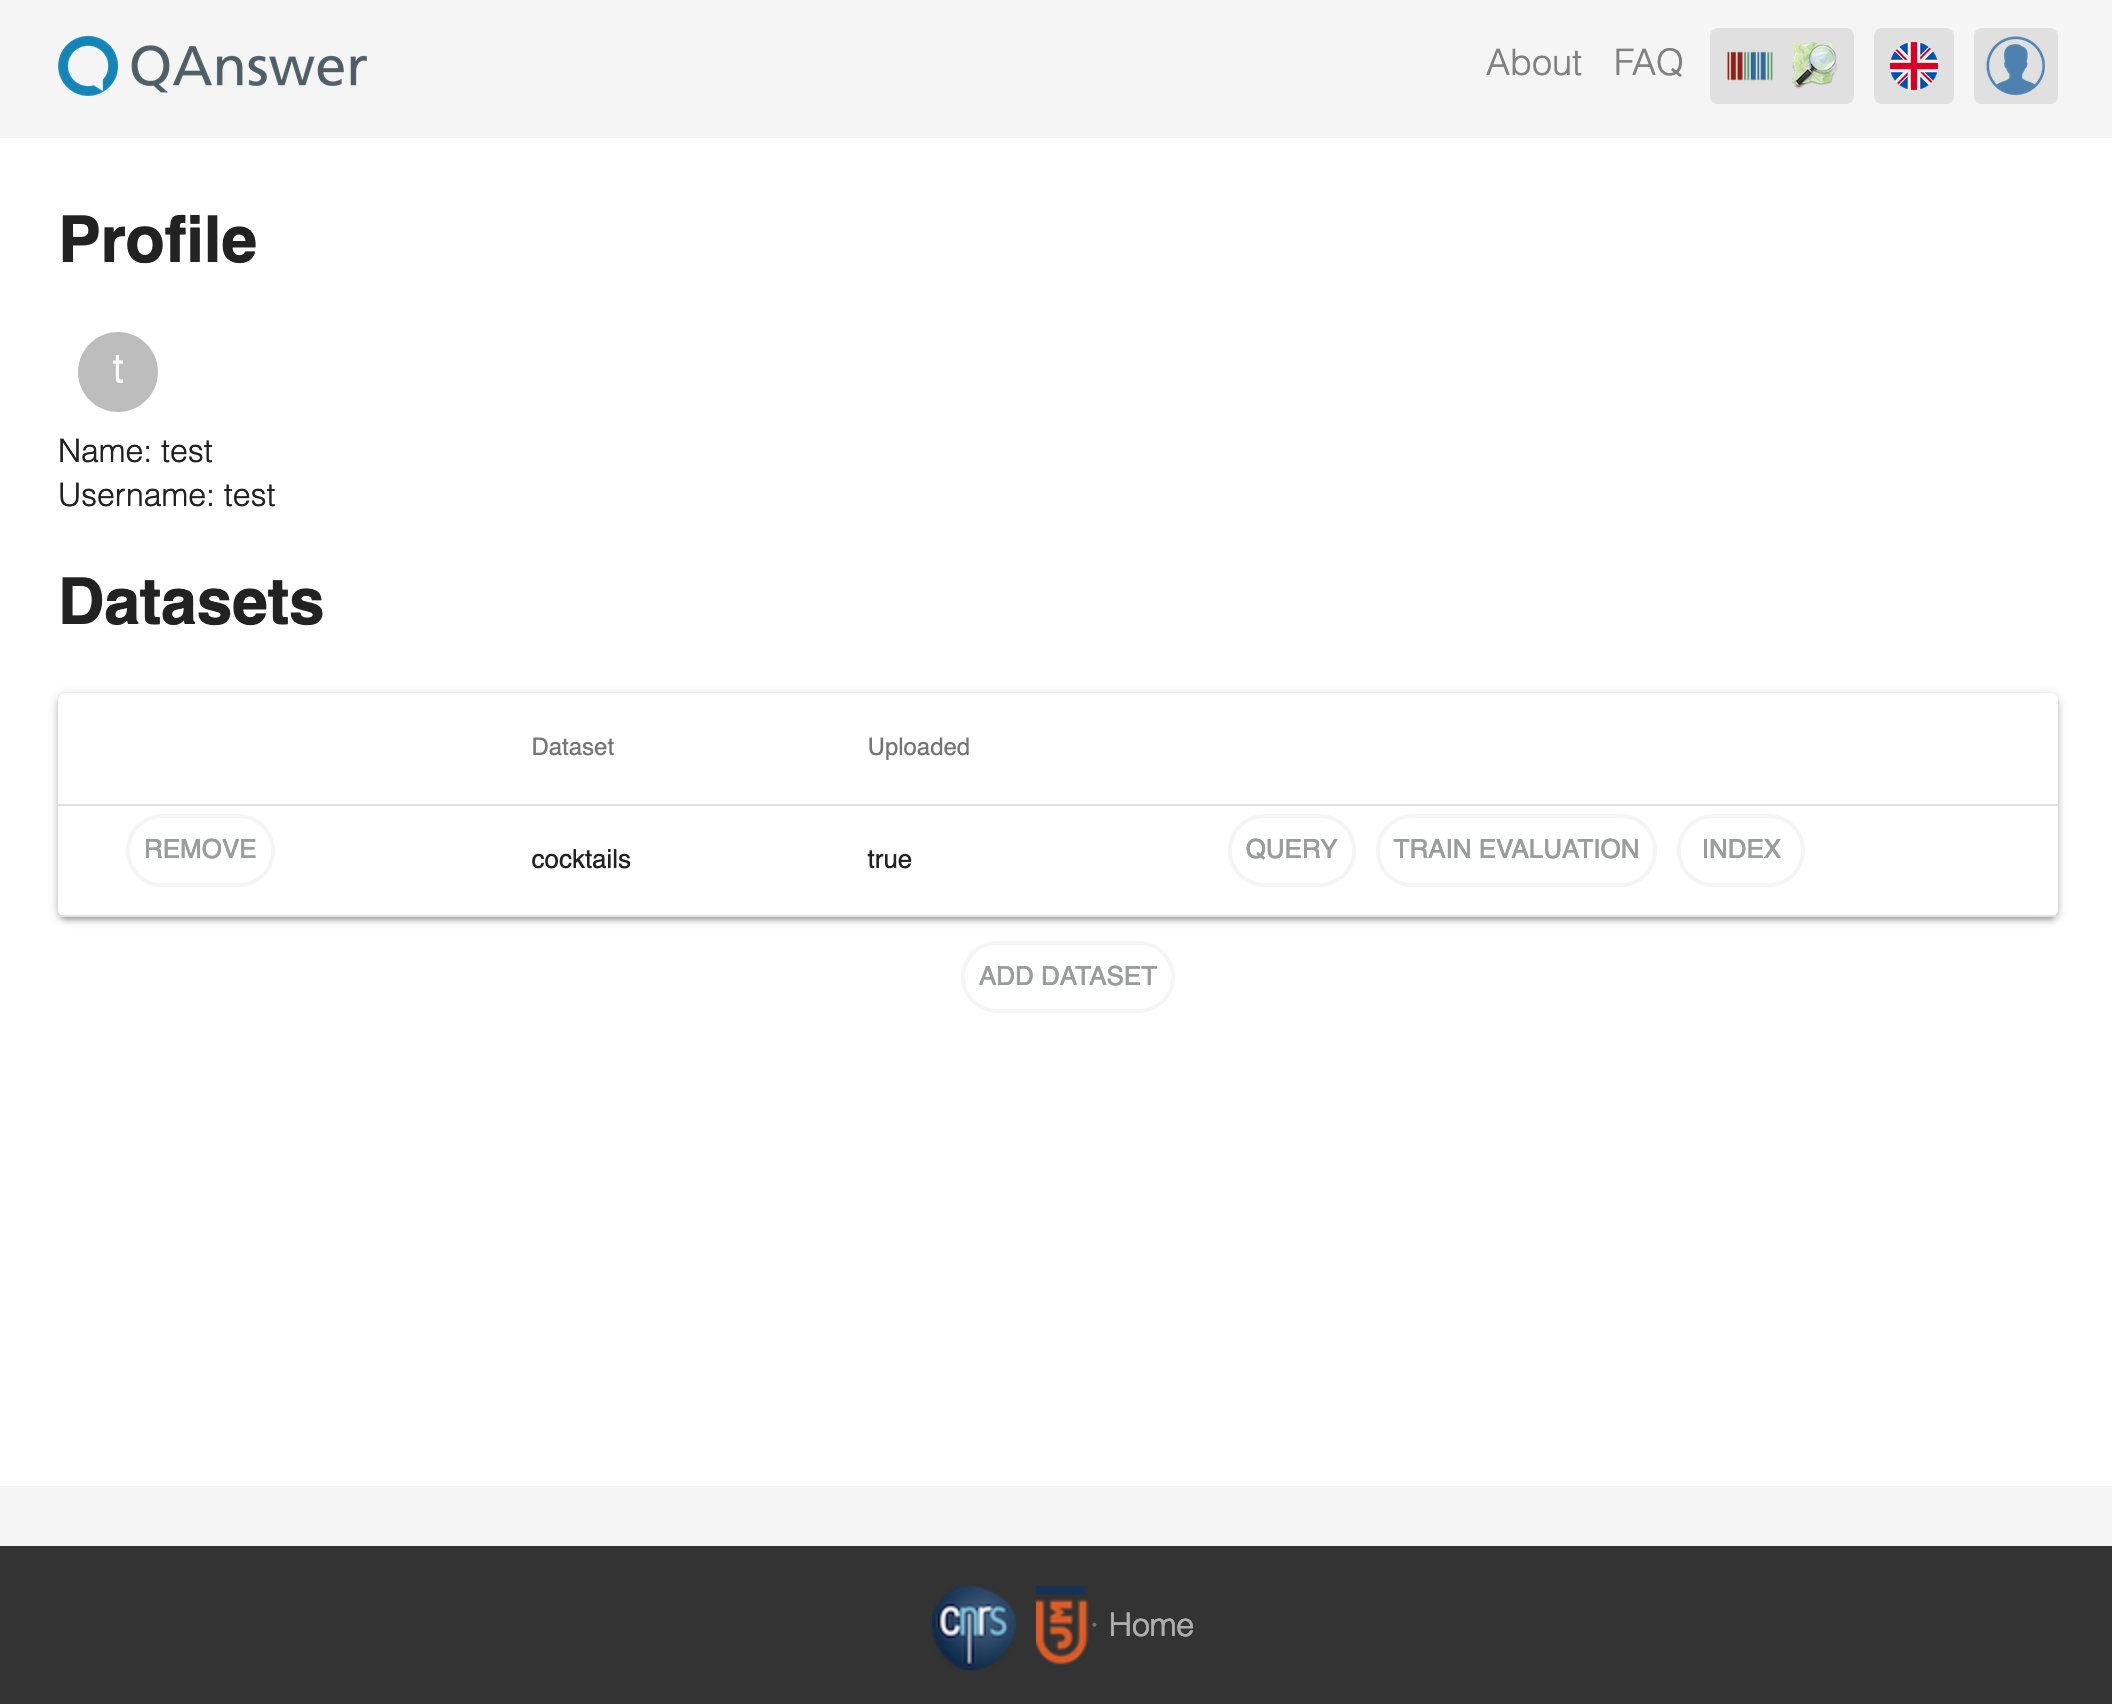 QAnswer
About FAQ
Profile
t
Name: test
Username: test
Datasets
Dataset Uploaded
REMOVE cocktails true QUERY TRAIN EVALUATION INDEX
ADD DATASET
cnrs UM · Home